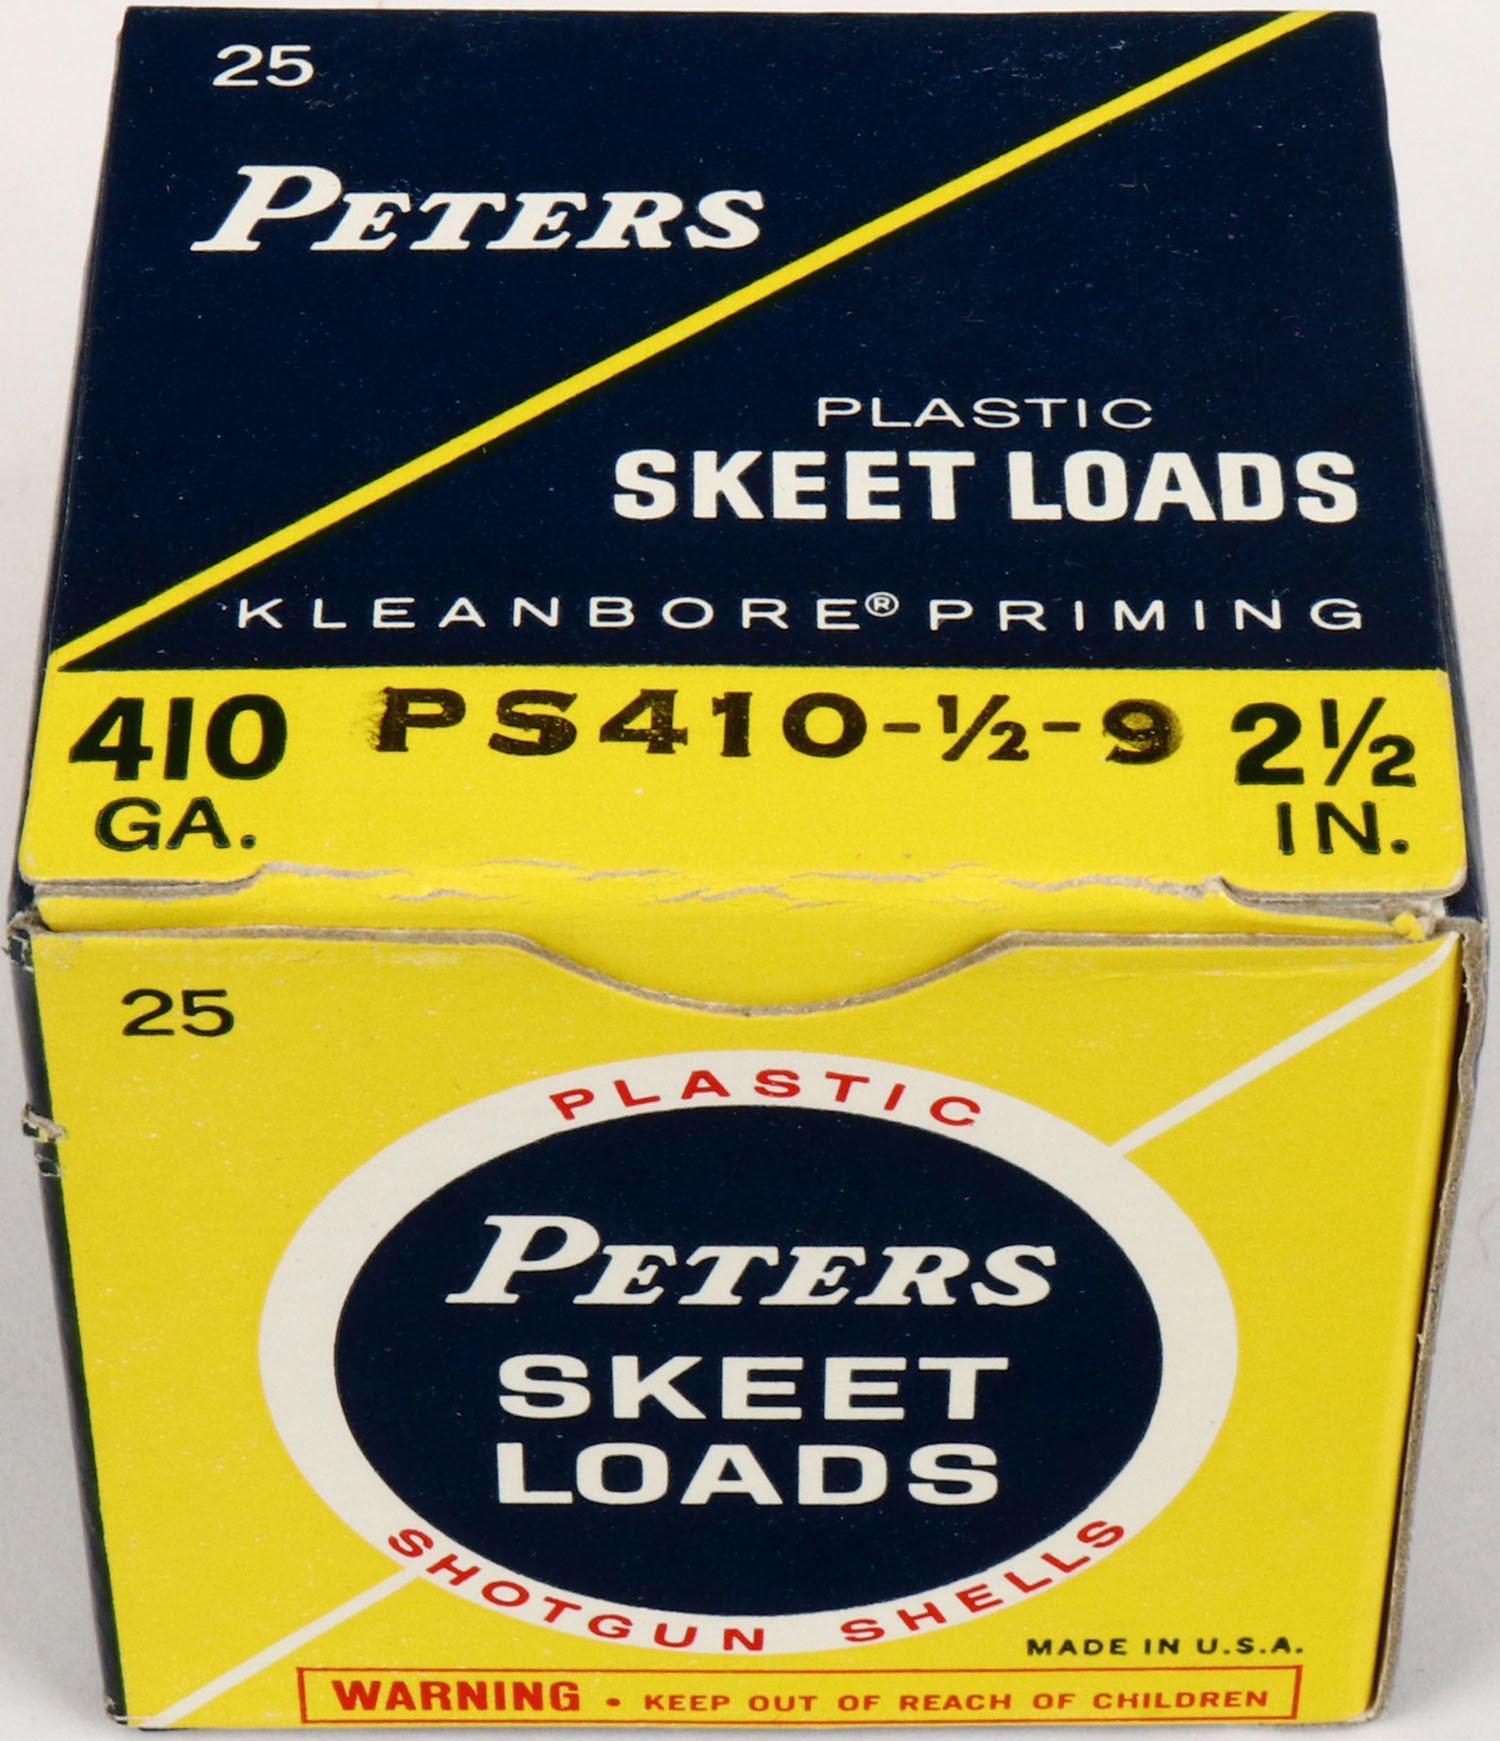 25
PETERS
PLASTIC
SKEET LOADS
KLEANBORE® PRIMING
410 PS410-½-9 2½
GA. IN.
25
PLASTIC
PETERS
SKEET
LOADS
SHOTGUN SHELLS
MADE IN U.S.A.
WARNING • KEEP OUT OF REACH OF CHILDREN